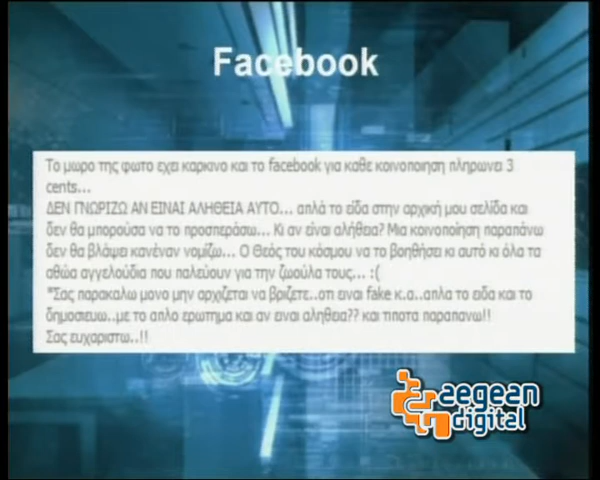 Facebook
Το μωρο της φωτο εχει καρκινο και το facebook για καθε κοινοποιηση πληρωνει 3
cents...
ΔΕΝ ΓΝΩΡΙΖΩ ΑΝ ΕΙΝΑΙ ΑΛΗΘΕΙΑ ΑΥΤΟ... απλά το είδα στην αρχική μου σελίδα και
δεν θα μπορούσα να το προσπεράσω... Κι αν είναι αλήθεια? Μια κοινοποίηση παραπάνω
δεν θα βλάψει κανέναν νομίζω... Ο Θεός του κόσμου να το βοηθήσει κι αυτό κι όλα τα
αθώα αγγελούδια που παλεύουν για την ζωούλα τους... :(
"Σας παρακαλω μονο μην αρχιζεται να βριζετε..οτι ειναι fake κ.α..απλα το ειδα και το
δημοσιευω..με το απλο ερωτημα και αν ειναι αληθεια?? και τιποτα παραπανω!!
Σας ευχαριστω..!!
aegean
digital